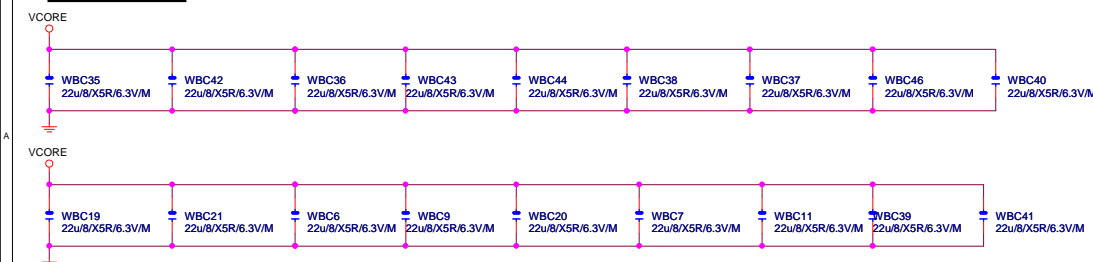 VCORE
WBC35 WBC42 WBC36 WBC43 WBC44 WBC38 WBC37 WBC46 WBC40
22u/8/X5R/6.3V/M 22u/8/X5R/6.3V/M 22u/8/X5R/6.3V/M 22u/8/X5R/6.3V/M 22u/8/X5R/6.3V/M 22u/8/X5R/6.3V/M 22u/8/X5R/6.3V/M 22u/8/X5R/6.3V/M 22u/8/X5R/6.3V/M
A
VCORE
WBC19 WBC21 WBC6 WBC9 WBC20 WBC7 WBC11 WBC39 WBC41
22u/8/X5R/6.3V/M 22u/8/X5R/6.3V/M 22u/8/X5R/6.3V/M 22u/8/X5R/6.3V/M 22u/8/X5R/6.3V/M 22u/8/X5R/6.3V/M 22u/8/X5R/6.3V/M 22u/8/X5R/6.3V/M 22u/8/X5R/6.3V/M